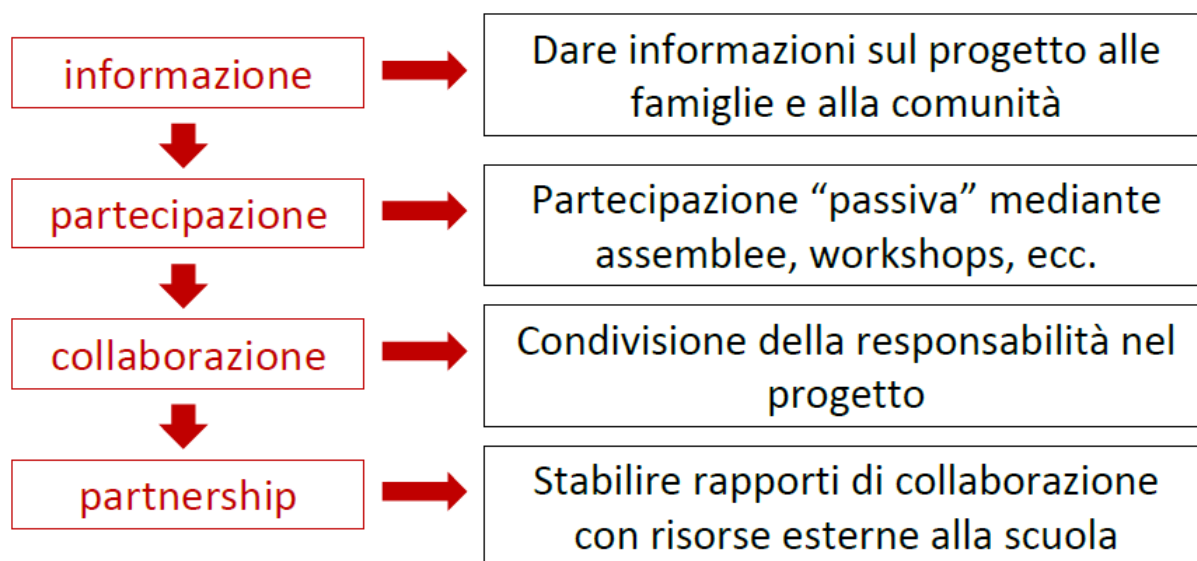 informazione
Dare informazioni sul progetto alle
famiglie e alla comunità
partecipazione
Partecipazione “passiva” mediante
assemblee, workshops, ecc.
collaborazione
Condivisione della responsabilità nel
progetto
partnership
Stabilire rapporti di collaborazione
con risorse esterne alla scuola